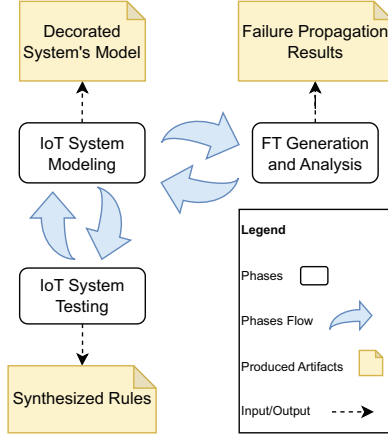 Decorated
System's Model
Failure Propagation
Results
IoT System
Modeling
FT Generation
and Analysis
IoT System
Testing
Synthesized Rules
Legend
Phases
Phases Flow
Produced Artifacts
Input/Output